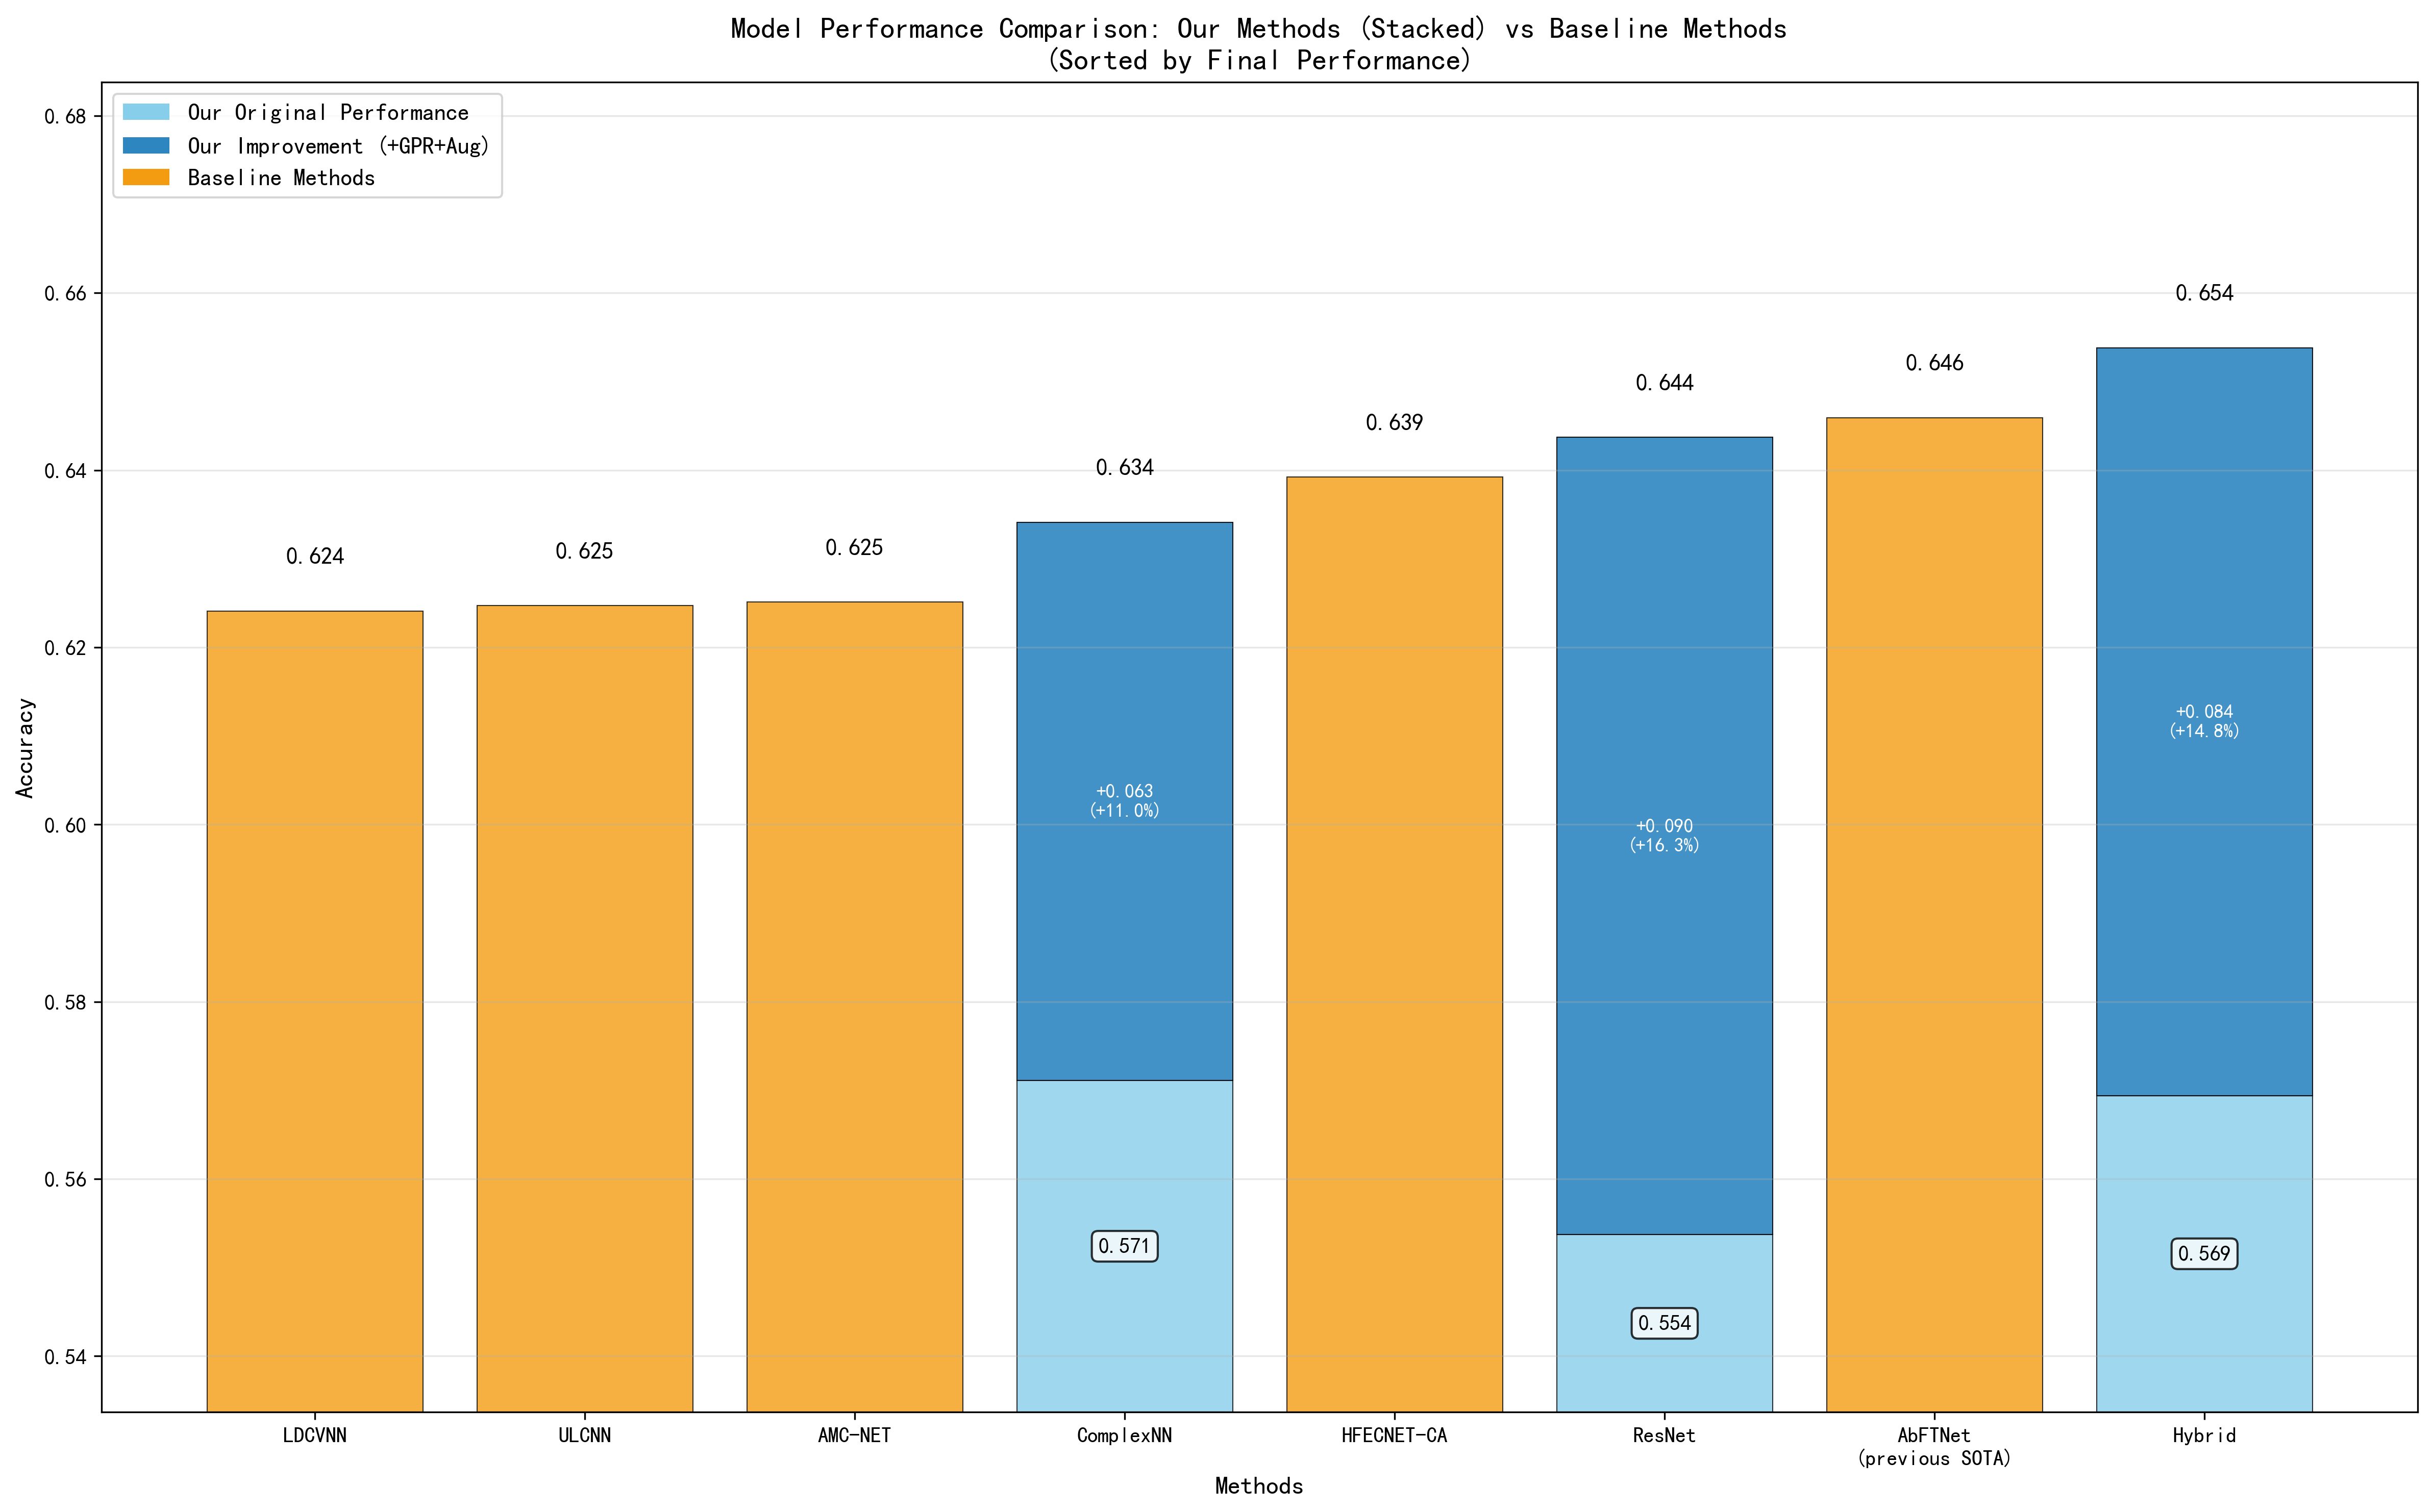 Model Performance Comparison: Our Methods (Stacked) vs Baseline Methods
(Sorted by Final Performance)
Our Original Performance
Our Improvement (+GPR+Aug)
Baseline Methods
0.68
0.66
0.64
0.62
0.60
0.58
0.56
0.54
Accuracy
0.624
0.625
0.625
0.634
+0.063
(+11.0%)
0.571
0.639
0.644
+0.090
(+16.3%)
0.554
0.646
0.654
+0.084
(+14.8%)
0.569
LDCVNN
ULCNN
AMC-NET
ComplexNN
HFECNET-CA
ResNet
AbFTNet
(previous SOTA)
Hybrid
Methods